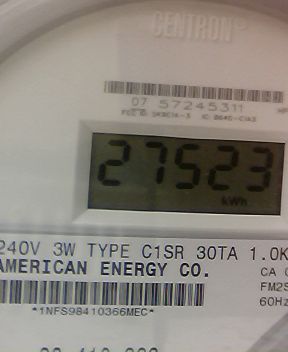 CENTRON®
07 57245311
27523
kWh
240V 3W TYPE C1SR 30TA 1.0K
AMERICAN ENERGY CO.
CA
FM2S
60Hz
*1NFS98410366MEC*